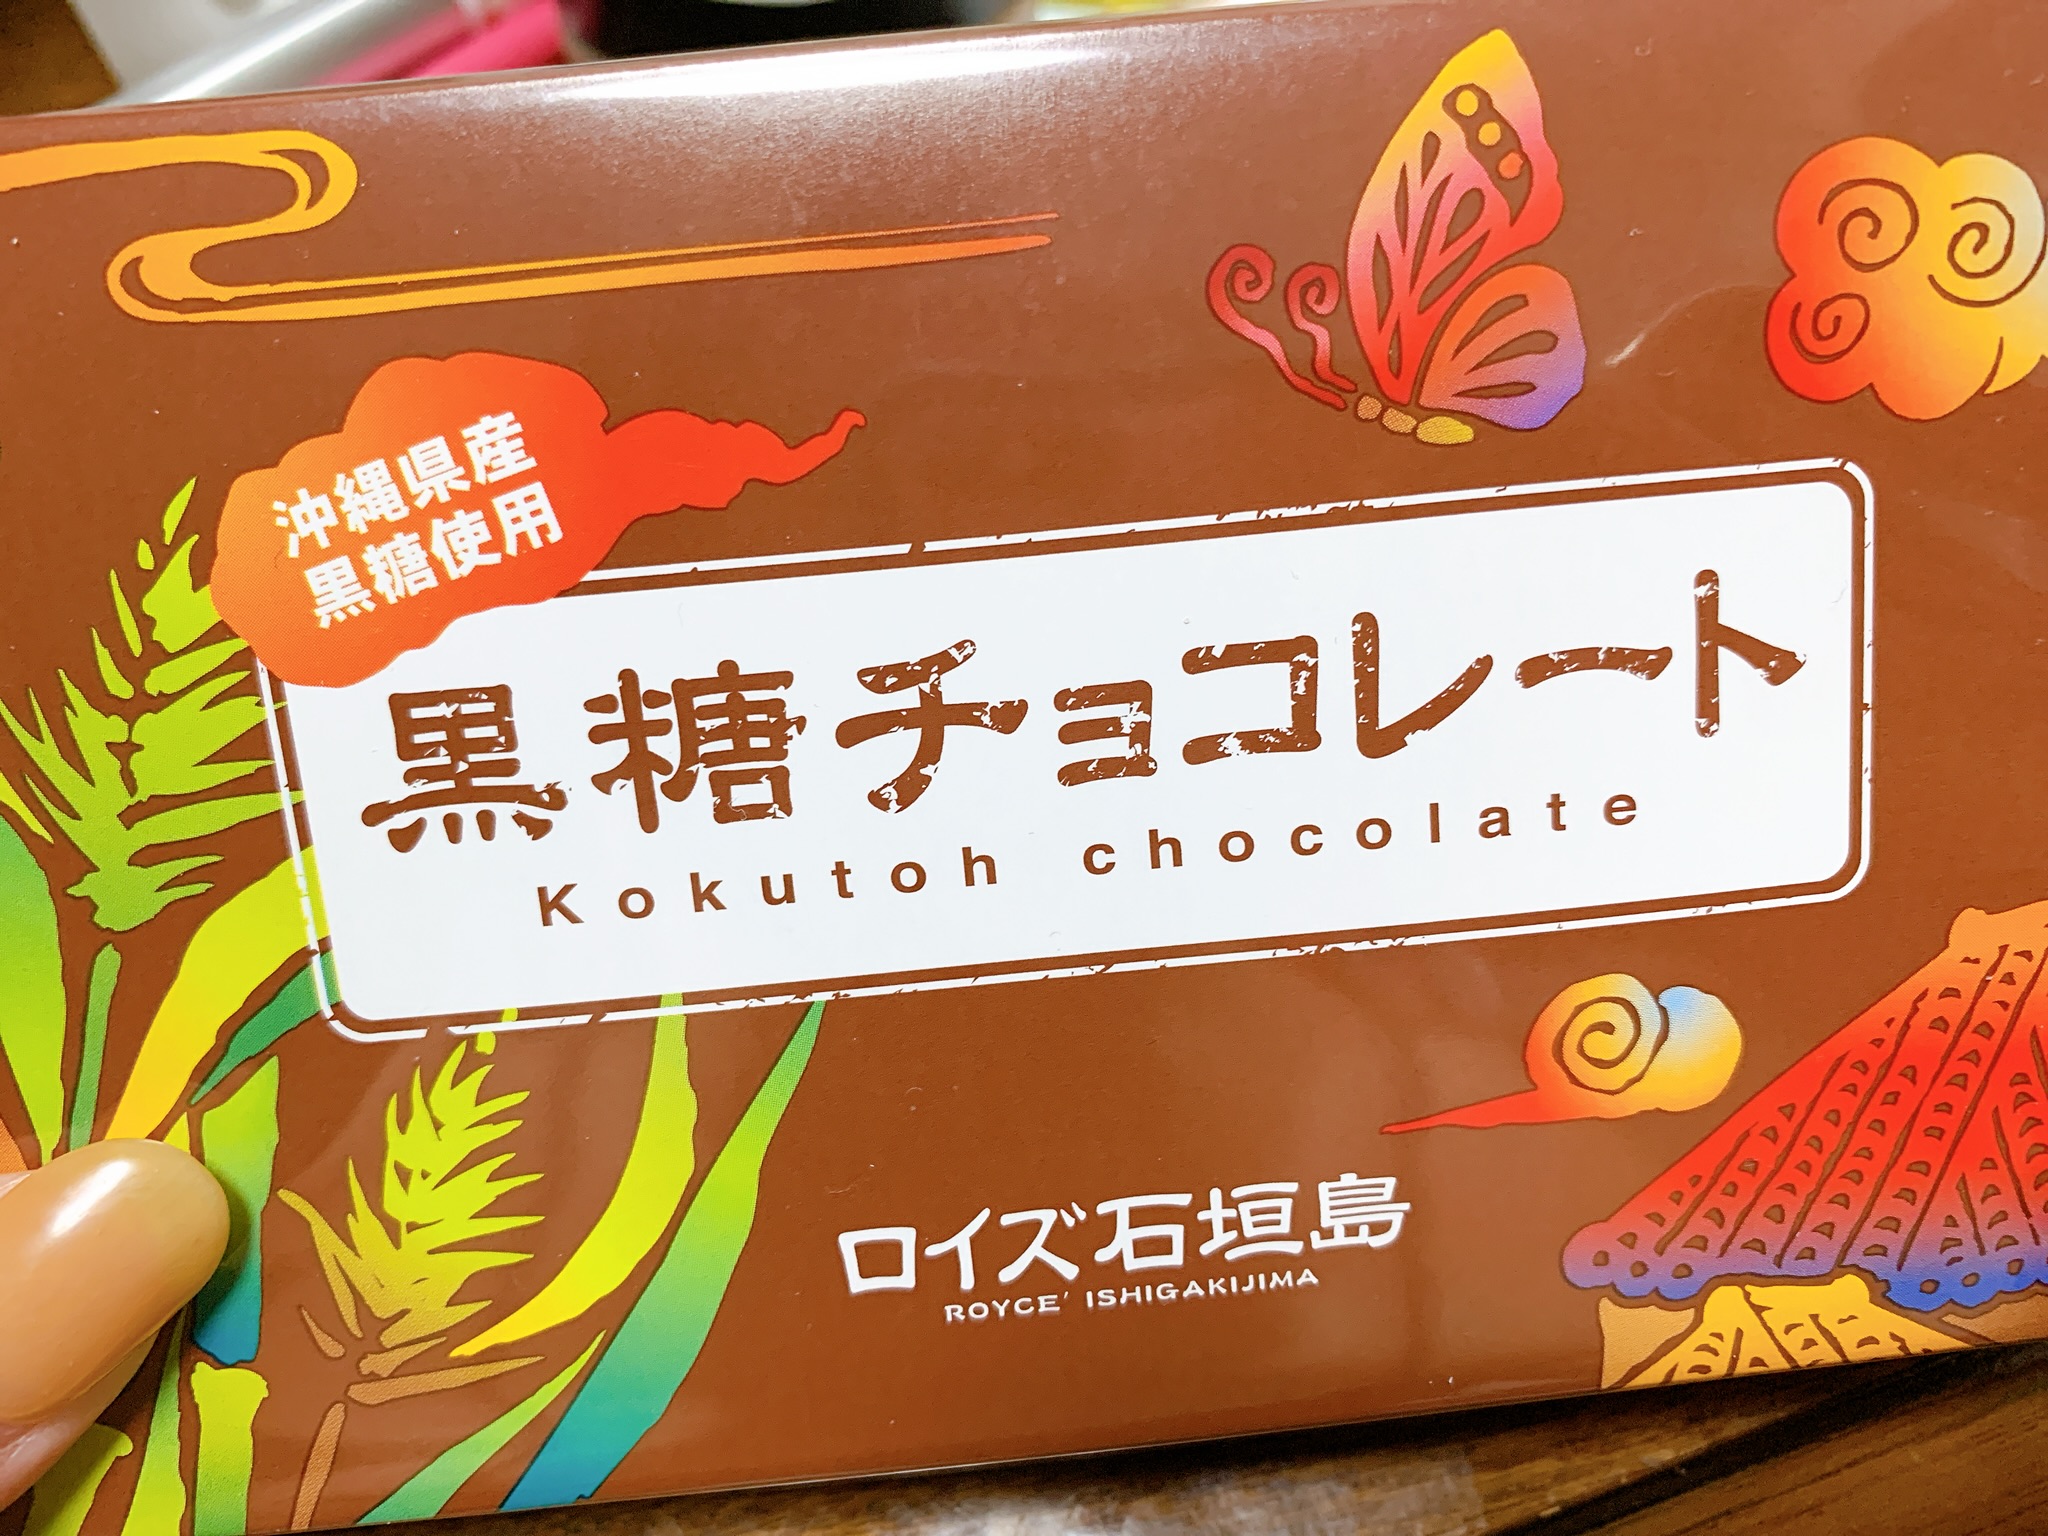 沖縄県産
黒糖使用
黒糖チョコレート
Kokutoh chocolate
ロイズ石垣島
ROYCE' ISHIGAKIJIMA